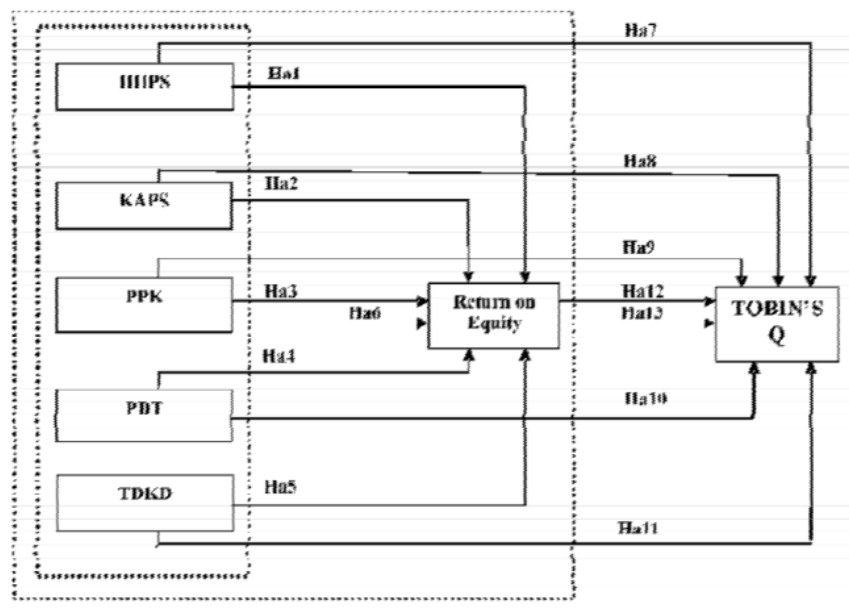 Ha7
HHPS
Ha1
Ha8
KAPS
Ha2
Ha9
PPK
Ha3
Ha6
Return on
Equity
Ha12
Ha13
TOBIN'S
Q
Ha4
PDT
Ha10
TDKD
Ha5
Ha11